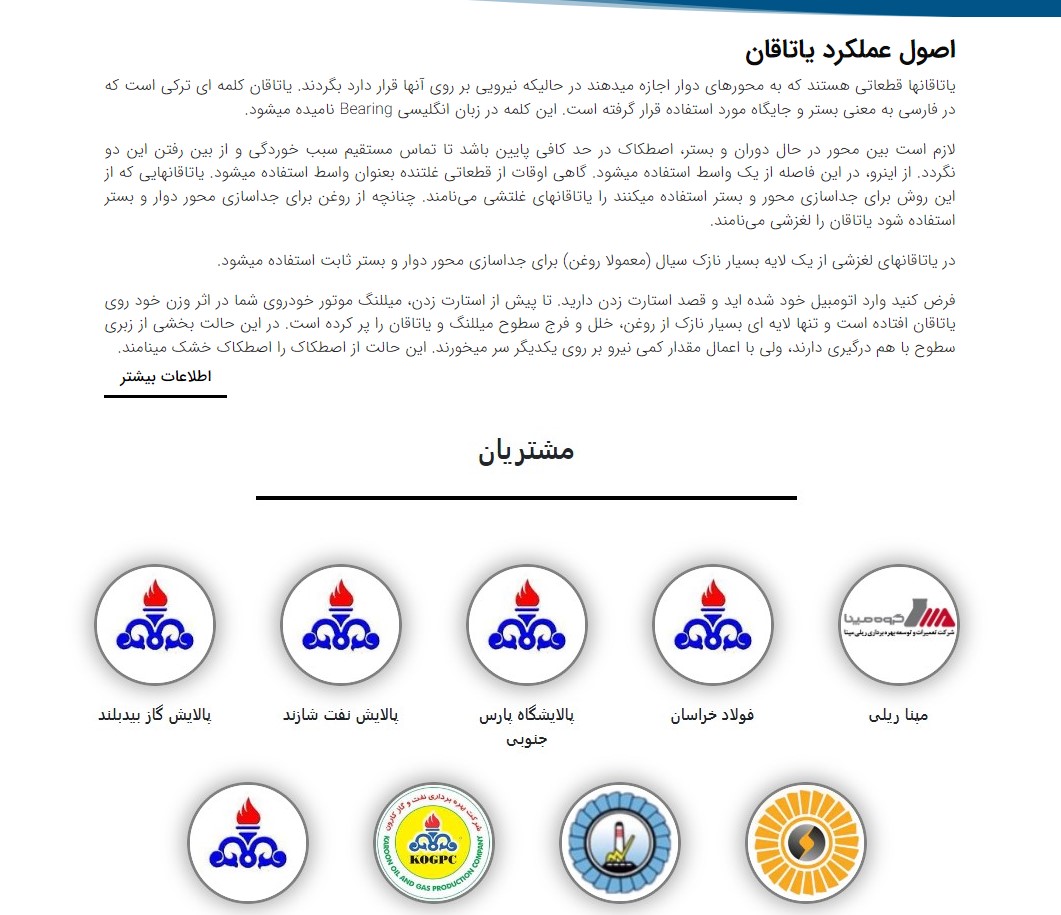 اصول عملکرد یاتاقان
یاتاقانها قطعاتی هستند که به محورهای دوار اجازه میدهند در حالیکه نیرویی بر روی آنها قرار دارد بگردند. یاتاقان کلمه ای ترکی است که
در فارسی به معنی بستر و جایگاه مورد استفاده قرار گرفته است. این کلمه در زبان انگلیسی Bearing نامیده میشود.
لازم است بین محور در حال دوران و بستر، اصطکاک در حد کافی پایین باشد تا تماس مستقیم سبب خوردگی و از بین رفتن این دو
نگردد. از اینرو، در این فاصله از یک واسط استفاده میشود. گاهی اوقات از قطعاتی غلتنده بعنوان واسط استفاده میشود. یاتاقانهایی که از
این روش برای جداسازی محور و بستر استفاده میکنند را یاتاقانهای غلتشی می‌نامند. چنانچه از روغن برای جداسازی محور دوار و بستر
استفاده شود یاتاقان را لغزشی می‌نامند.
در یاتاقانهای لغزشی از یک لایه بسیار نازک سیال (معمولا روغن) برای جداسازی محور دوار و بستر ثابت استفاده میشود.
فرض کنید وارد اتومبیل خود شده اید و قصد استارت زدن دارید. تا پیش از استارت زدن، میللنگ موتور خودروی شما در اثر وزن خود روی
یاتاقان افتاده است و تنها لایه ای بسیار نازک از روغن، خلل و فرج سطوح میللنگ و یاتاقان را پر کرده است. در این حالت بخشی از زبری
سطوح با هم درگیری دارند، ولی با اعمال مقدار کمی نیرو بر روی یکدیگر سر میخورند. این حالت از اصطکاک را اصطکاک خشک مینامند.
اطلاعات بیشتر
مشتریان
گروه مپنا
شرکت تعمیرات و توسعه بهره برداری ریلی مپنا
مپنا ریلی
فولاد خراسان
پالایشگاه پارس
جنوبی
پالایش نفت شازند
پالایش گاز بیدبلند
شرکت بهره برداری نفت و گاز کارون
KOGPC
KAROON OIL AND GAS PRODUCTION COMPANY